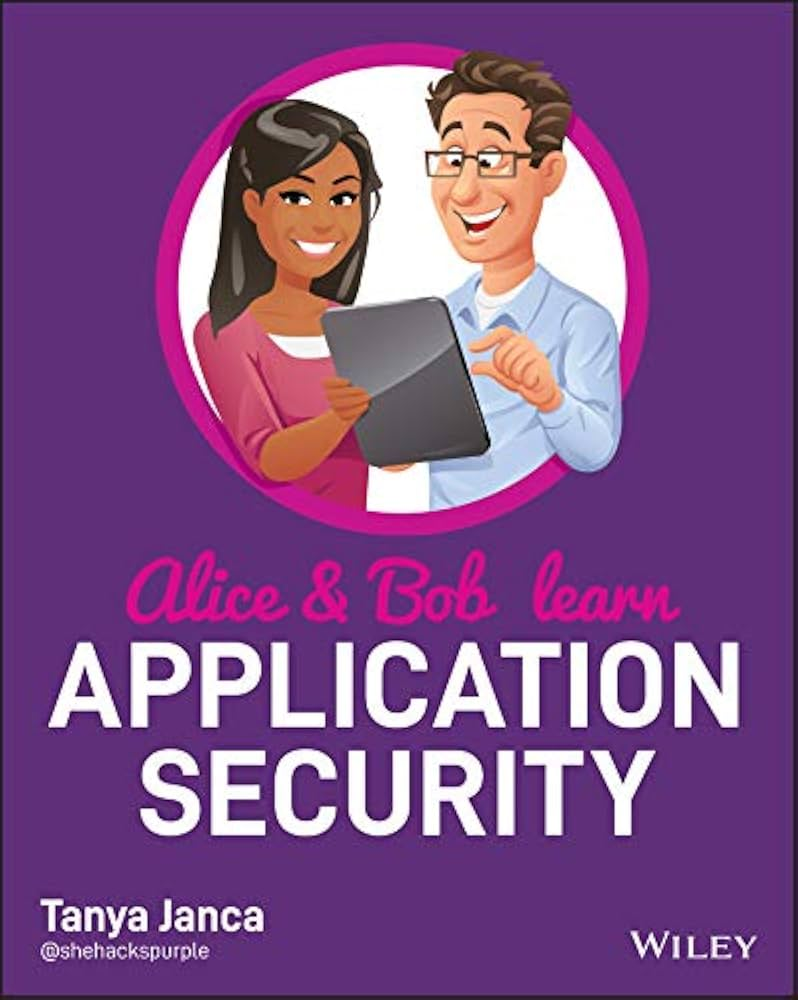 Alice & Bob learn
APPLICATION
SECURITY
Tanya Janca
@shehackspurple
WILEY